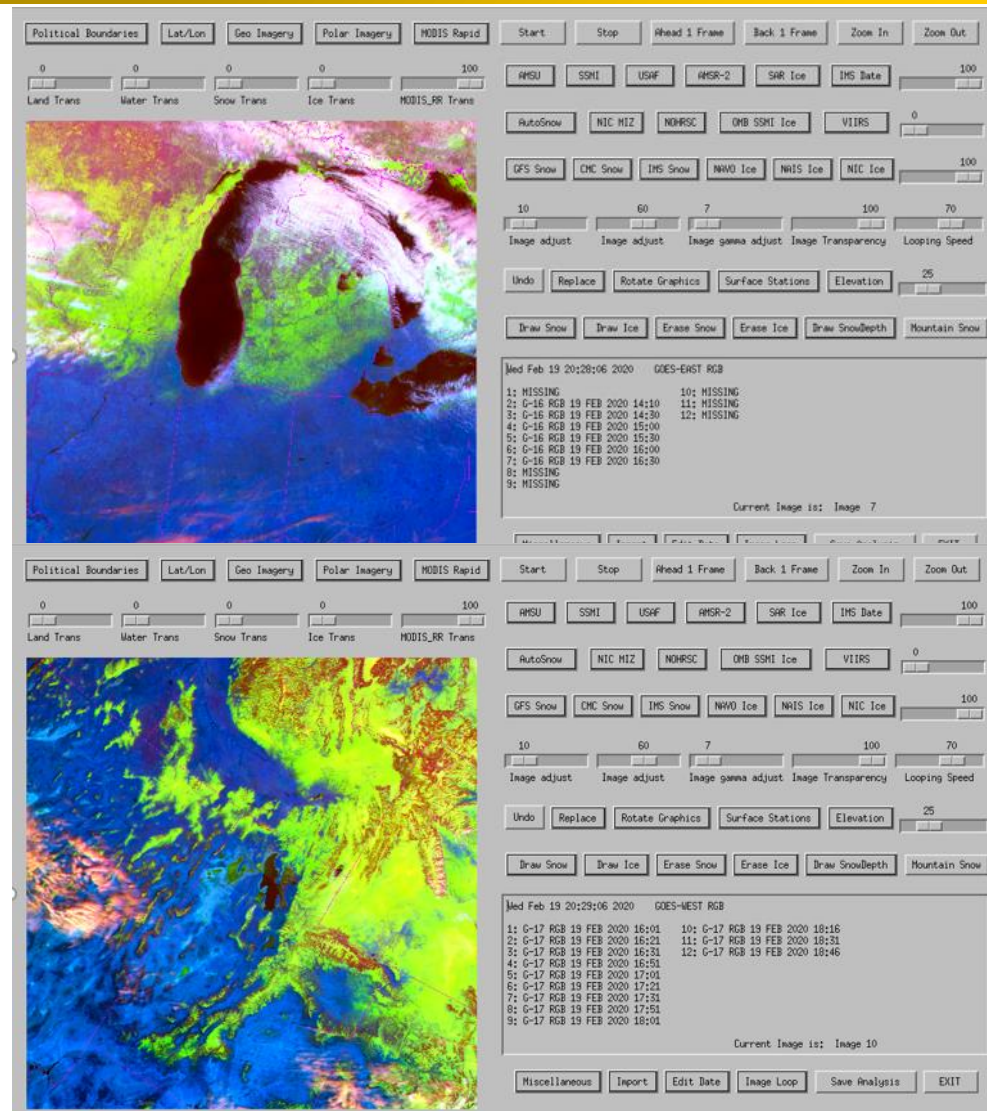 Political Boundaries Lat/Lon Geo Imagery Polar Imagery MODIS Rapid Start Stop Ahead 1 Frame Back 1 Frame Zoom In Zoom Out
0 0 0 0 100
Land Trans Water Trans Snow Trans Ice Trans MODIS_RR Trans
AMSU SSMI USAF AMSR-2 SAR Ice IMS Date 100
AutoSnow NIC MIZ NOHRSC OMB SSMI Ice VIIRS 0
GFS Snow CMC Snow IMS Snow NAVO Ice NAIS Ice NIC Ice 100
10 60 7 100 70
Image adjust Image adjust Image gamma adjust Image Transparency Looping Speed
Undo Replace Rotate Graphics Surface Stations Elevation 25
Draw Snow Draw Ice Erase Snow Erase Ice Draw SnowDepth Mountain Snow
Wed Feb 19 20:28:06 2020 GOES-EAST RGB
1: MISSING 10: MISSING
2: G-16 RGB 19 FEB 2020 14:10 11: MISSING
3: G-16 RGB 19 FEB 2020 14:30 12: MISSING
4: G-16 RGB 19 FEB 2020 15:00
5: G-16 RGB 19 FEB 2020 15:30
6: G-16 RGB 19 FEB 2020 16:00
7: G-16 RGB 19 FEB 2020 16:30
8: MISSING
9: MISSING
Current Image is: Image 7
Political Boundaries Lat/Lon Geo Imagery Polar Imagery MODIS Rapid Start Stop Ahead 1 Frame Back 1 Frame Zoom In Zoom Out
0 0 0 0 100
Land Trans Water Trans Snow Trans Ice Trans MODIS_RR Trans
AMSU SSMI USAF AMSR-2 SAR Ice IMS Date 100
AutoSnow NIC MIZ NOHRSC OMB SSMI Ice VIIRS 0
GFS Snow CMC Snow IMS Snow NAVO Ice NAIS Ice NIC Ice 100
10 60 7 100 70
Image adjust Image adjust Image gamma adjust Image Transparency Looping Speed
Undo Replace Rotate Graphics Surface Stations Elevation 25
Draw Snow Draw Ice Erase Snow Erase Ice Draw SnowDepth Mountain Snow
Wed Feb 19 20:29:06 2020 GOES-WEST RGB
1: G-17 RGB 19 FEB 2020 16:01 10: G-17 RGB 19 FEB 2020 18:16
2: G-17 RGB 19 FEB 2020 16:21 11: G-17 RGB 19 FEB 2020 18:31
3: G-17 RGB 19 FEB 2020 16:31 12: G-17 RGB 19 FEB 2020 18:46
4: G-17 RGB 19 FEB 2020 16:51
5: G-17 RGB 19 FEB 2020 17:01
6: G-17 RGB 19 FEB 2020 17:21
7: G-17 RGB 19 FEB 2020 17:31
8: G-17 RGB 19 FEB 2020 17:51
9: G-17 RGB 19 FEB 2020 18:01
Current Image is: Image 10
Miscellaneous Import Edit Date Image Loop Save Analysis EXIT